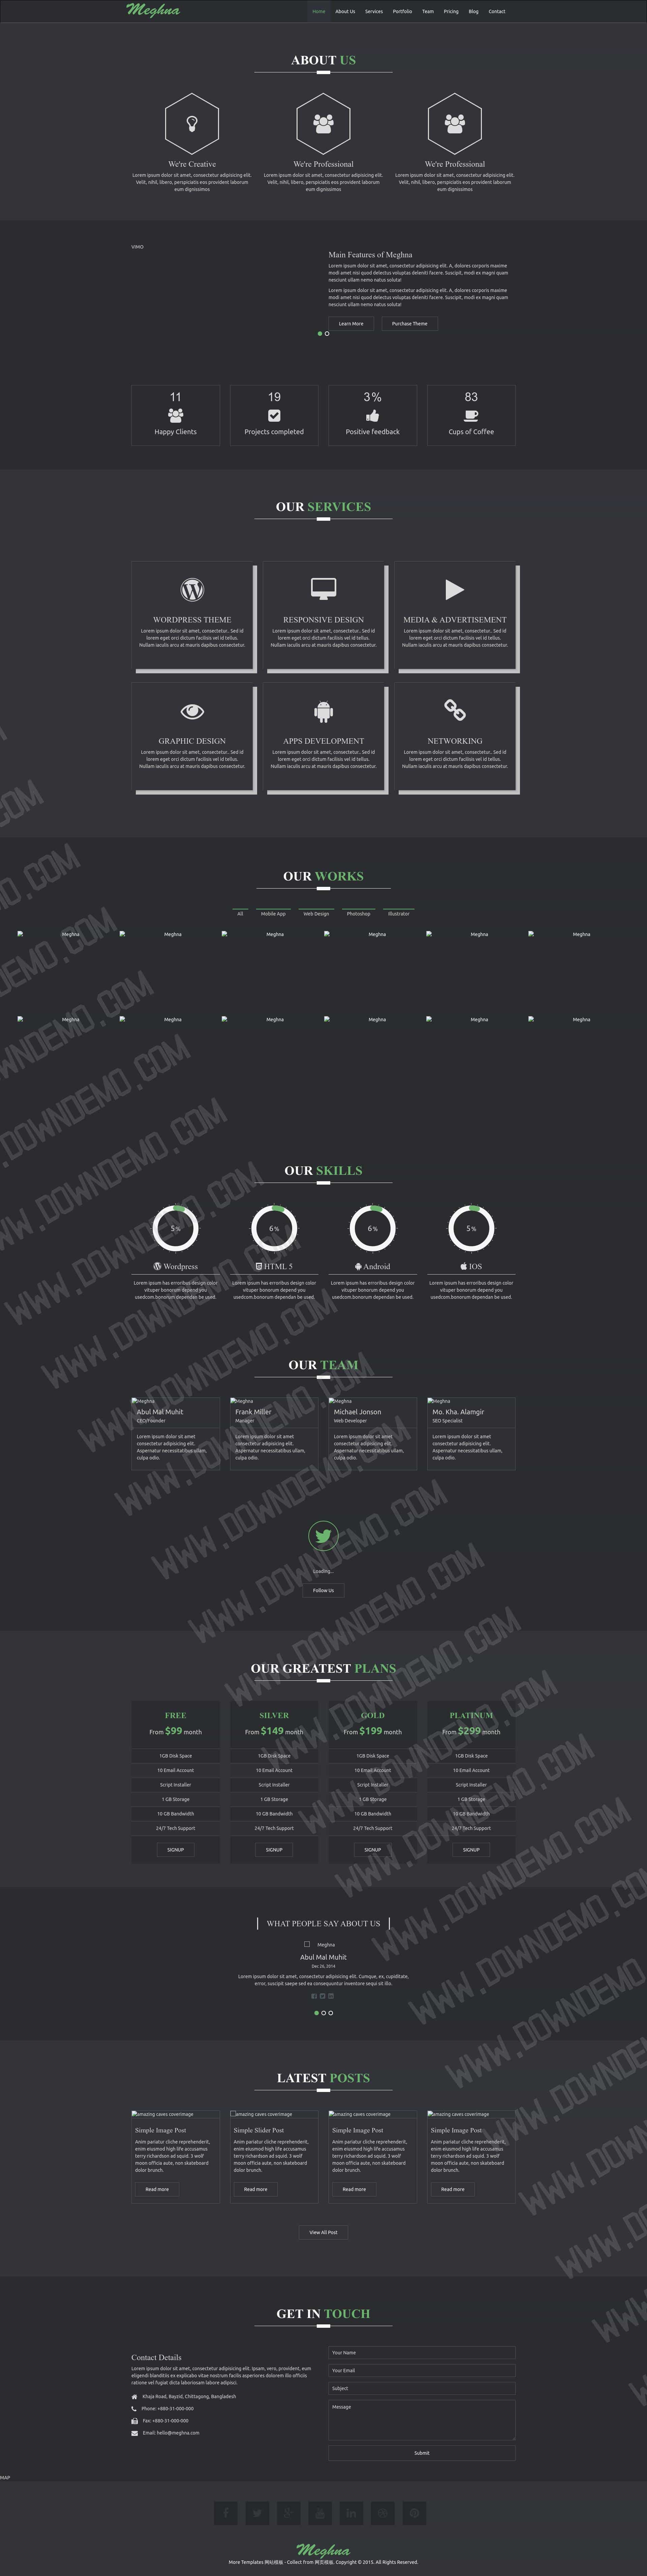 Meghna
Home About Us Services Portfolio Team Pricing Blog Contact
ABOUT US
We're Creative
Lorem ipsum dolor sit amet, consectetur adipisicing elit.
Velit, nihil, libero, perspiciatis eos provident laborum
eum dignissimos
We're Professional
Lorem ipsum dolor sit amet, consectetur adipisicing elit.
Velit, nihil, libero, perspiciatis eos provident laborum
eum dignissimos
We're Professional
Lorem ipsum dolor sit amet, consectetur adipisicing elit.
Velit, nihil, libero, perspiciatis eos provident laborum
eum dignissimos
VIMO
Main Features of Meghna
Lorem ipsum dolor sit amet, consectetur adipisicing elit. A, dolores corporis maxime
modi amet nisi quod delectus voluptas deleniti facere. Suscipit, modi ex magni quam
nesciunt ullam nemo natus soluta!
Lorem ipsum dolor sit amet, consectetur adipisicing elit. A, dolores corporis maxime
modi amet nisi quod delectus voluptas deleniti facere. Suscipit, modi ex magni quam
nesciunt ullam nemo natus soluta!
Learn More
Purchase Theme
11
Happy Clients
19
Projects completed
3%
Positive feedback
83
Cups of Coffee
OUR SERVICES
WORDPRESS THEME
Lorem ipsum dolor sit amet, consectetur.. Sed id
lorem eget orci dictum facilisis vel id tellus.
Nullam iaculis arcu at mauris dapibus consectetur.
RESPONSIVE DESIGN
Lorem ipsum dolor sit amet, consectetur.. Sed id
lorem eget orci dictum facilisis vel id tellus.
Nullam iaculis arcu at mauris dapibus consectetur.
MEDIA & ADVERTISEMENT
Lorem ipsum dolor sit amet, consectetur.. Sed id
lorem eget orci dictum facilisis vel id tellus.
Nullam iaculis arcu at mauris dapibus consectetur.
GRAPHIC DESIGN
Lorem ipsum dolor sit amet, consectetur.. Sed id
lorem eget orci dictum facilisis vel id tellus.
Nullam iaculis arcu at mauris dapibus consectetur.
APPS DEVELOPMENT
Lorem ipsum dolor sit amet, consectetur.. Sed id
lorem eget orci dictum facilisis vel id tellus.
Nullam iaculis arcu at mauris dapibus consectetur.
NETWORKING
Lorem ipsum dolor sit amet, consectetur.. Sed id
lorem eget orci dictum facilisis vel id tellus.
Nullam iaculis arcu at mauris dapibus consectetur.
OUR WORKS
All Mobile App Web Design Photoshop Illustrator
Meghna Meghna Meghna Meghna Meghna Meghna
Meghna Meghna Meghna Meghna Meghna Meghna
OUR SKILLS
5%
Wordpress
Lorem ipsum has erroribus design color
vituper bonorum depend you
usedcom.bonorum dependan be used.
6%
HTML 5
Lorem ipsum has erroribus design color
vituper bonorum depend you
usedcom.bonorum dependan be used.
6%
Android
Lorem ipsum has erroribus design color
vituper bonorum depend you
usedcom.bonorum dependan be used.
5%
IOS
Lorem ipsum has erroribus design color
vituper bonorum depend you
usedcom.bonorum dependan be used.
OUR TEAM
Meghna
Abul Mal Muhit
CEO/Founder
Lorem ipsum dolor sit amet
consectetur adipisicing elit.
Aspernatur necessitatibus ullam,
culpa odio.
Meghna
Frank Miller
Manager
Lorem ipsum dolor sit amet
consectetur adipisicing elit.
Aspernatur necessitatibus ullam,
culpa odio.
Meghna
Michael Jonson
Web Developer
Lorem ipsum dolor sit amet
consectetur adipisicing elit.
Aspernatur necessitatibus ullam,
culpa odio.
Meghna
Mo. Kha. Alamgir
SEO Specialist
Lorem ipsum dolor sit amet
consectetur adipisicing elit.
Aspernatur necessitatibus ullam,
culpa odio.
Loading...
Follow Us
OUR GREATEST PLANS
FREE
From $99 month
1GB Disk Space
10 Email Account
Script Installer
1 GB Storage
10 GB Bandwidth
24/7 Tech Support
SIGNUP
SILVER
From $149 month
1GB Disk Space
10 Email Account
Script Installer
1 GB Storage
10 GB Bandwidth
24/7 Tech Support
SIGNUP
GOLD
From $199 month
1GB Disk Space
10 Email Account
Script Installer
1 GB Storage
10 GB Bandwidth
24/7 Tech Support
SIGNUP
PLATINUM
From $299 month
1GB Disk Space
10 Email Account
Script Installer
1 GB Storage
10 GB Bandwidth
24/7 Tech Support
SIGNUP
WHAT PEOPLE SAY ABOUT US
Meghna
Abul Mal Muhit
Dec 26, 2014
Lorem ipsum dolor sit amet, consectetur adipisicing elit. Cumque, ex, cupiditate,
error, suscipit saepe sed ea consequuntur inventore sequi sit illo.
LATEST POSTS
amazing caves coverimage
Simple Image Post
Anim pariatur cliche reprehenderit,
enim eiusmod high life accusamus
terry richardson ad squid. 3 wolf
moon officia aute, non skateboard
dolor brunch.
Read more
amazing caves coverimage
Simple Slider Post
Anim pariatur cliche reprehenderit,
enim eiusmod high life accusamus
terry richardson ad squid. 3 wolf
moon officia aute, non skateboard
dolor brunch.
Read more
amazing caves coverimage
Simple Image Post
Anim pariatur cliche reprehenderit,
enim eiusmod high life accusamus
terry richardson ad squid. 3 wolf
moon officia aute, non skateboard
dolor brunch.
Read more
amazing caves coverimage
Simple Image Post
Anim pariatur cliche reprehenderit,
enim eiusmod high life accusamus
terry richardson ad squid. 3 wolf
moon officia aute, non skateboard
dolor brunch.
Read more
View All Post
GET IN TOUCH
Contact Details
Lorem ipsum dolor sit amet, consectetur adipisicing elit. Ipsam, vero, provident, eum
eligendi blanditiis ex explicabo vitae nostrum facilis asperiores dolorem illo officiis
ratione vel fugiat dicta laboriosam labore adipisci.
Khaja Road, Bayzid, Chittagong, Bangladesh
Phone: +880-31-000-000
Fax: +880-31-000-000
Email: hello@meghna.com
Your Name
Your Email
Subject
Message
Submit
MAP
Meghna
More Templates 网站模板 - Collect from 网页模板. Copyright © 2015. All Rights Reserved.
WWW.DOWNDEMO.COM